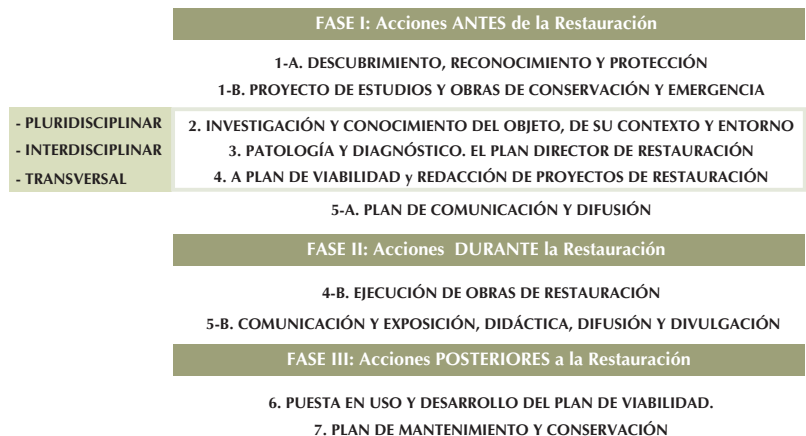 FASE I: Acciones ANTES de la Restauración
1-A. DESCUBRIMIENTO, RECONOCIMIENTO Y PROTECCIÓN
1-B. PROYECTO DE ESTUDIOS Y OBRAS DE CONSERVACIÓN Y EMERGENCIA
- PLURIDISCIPLINAR
- INTERDISCIPLINAR
- TRANSVERSAL
2. INVESTIGACIÓN Y CONOCIMIENTO DEL OBJETO, DE SU CONTEXTO Y ENTORNO
3. PATOLOGÍA Y DIAGNÓSTICO. EL PLAN DIRECTOR DE RESTAURACIÓN
4. A PLAN DE VIABILIDAD y REDACCIÓN DE PROYECTOS DE RESTAURACIÓN
5-A. PLAN DE COMUNICACIÓN Y DIFUSIÓN
FASE II: Acciones DURANTE la Restauración
4-B. EJECUCIÓN DE OBRAS DE RESTAURACIÓN
5-B. COMUNICACIÓN Y EXPOSICIÓN, DIDÁCTICA, DIFUSIÓN Y DIVULGACIÓN
FASE III: Acciones POSTERIORES a la Restauración
6. PUESTA EN USO Y DESARROLLO DEL PLAN DE VIABILIDAD.
7. PLAN DE MANTENIMIENTO Y CONSERVACIÓN